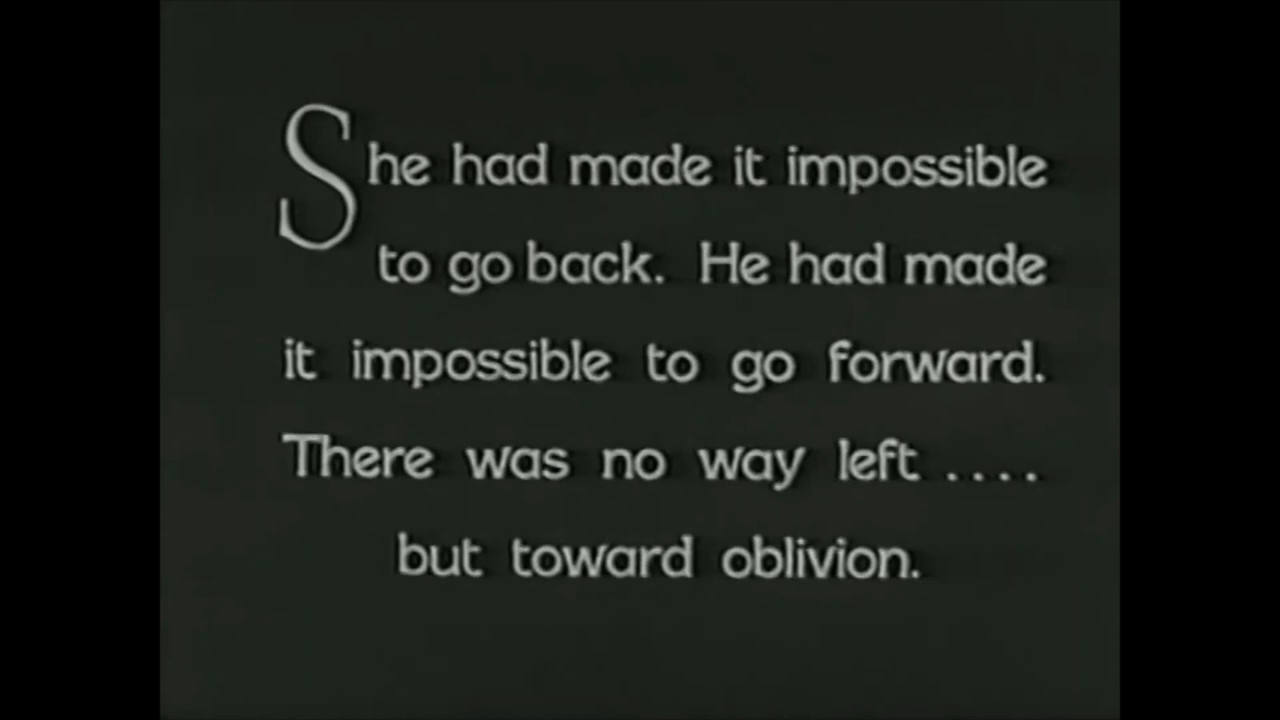 She had made it impossible
to go back. He had made
it impossible to go forward.
There was no way left ....
but toward oblivion.